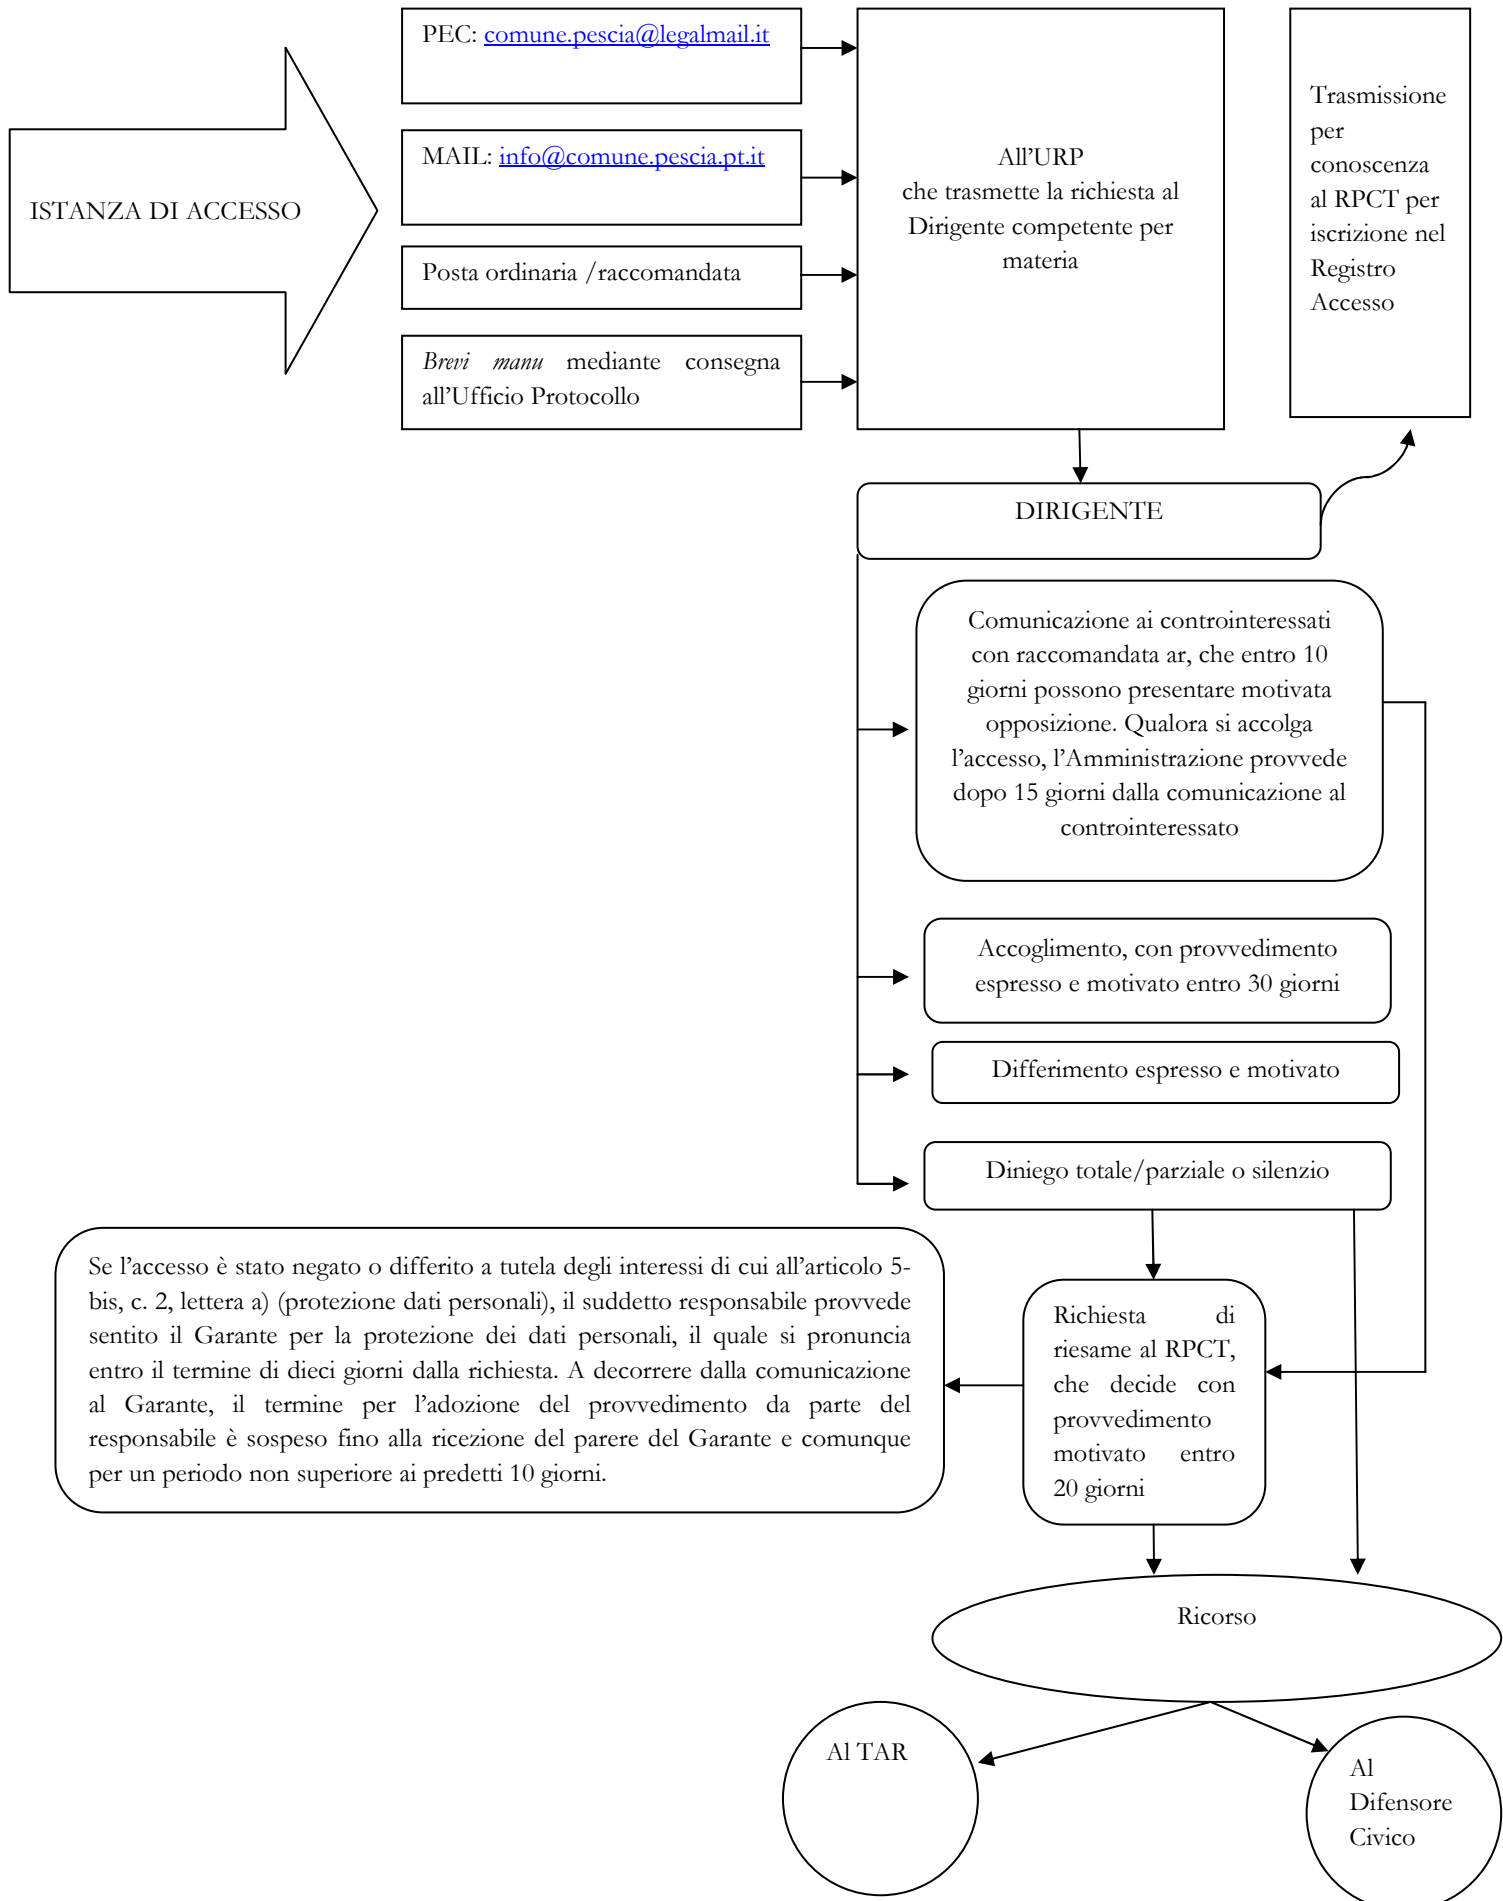 ISTANZA DI ACCESSO
PEC: comune.pescia@legalmail.it
MAIL: info@comune.pescia.pt.it
Posta ordinaria /raccomandata
Brevi manu mediante consegna
all’Ufficio Protocollo
All’URP
che trasmette la richiesta al
Dirigente competente per
materia
Trasmissione
per
conoscenza
al RPCT per
iscrizione nel
Registro
Accesso
DIRIGENTE
Comunicazione ai controinteressati
con raccomandata ar, che entro 10
giorni possono presentare motivata
opposizione. Qualora si accolga
l’accesso, l’Amministrazione provvede
dopo 15 giorni dalla comunicazione al
controinteressato
Accoglimento, con provvedimento
espresso e motivato entro 30 giorni
Differimento espresso e motivato
Diniego totale/parziale o silenzio
Se l’accesso è stato negato o differito a tutela degli interessi di cui all’articolo 5-
bis, c. 2, lettera a) (protezione dati personali), il suddetto responsabile provvede
sentito il Garante per la protezione dei dati personali, il quale si pronuncia
entro il termine di dieci giorni dalla richiesta. A decorrere dalla comunicazione
al Garante, il termine per l’adozione del provvedimento da parte del
responsabile è sospeso fino alla ricezione del parere del Garante e comunque
per un periodo non superiore ai predetti 10 giorni.
Richiesta di
riesame al RPCT,
che decide con
provvedimento
motivato entro
20 giorni
Ricorso
Al TAR
Al
Difensore
Civico